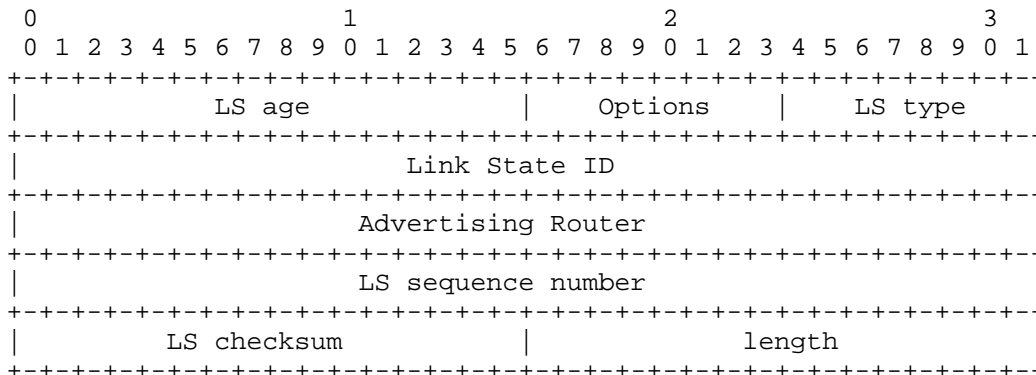 0                   1                   2                   3
 0 1 2 3 4 5 6 7 8 9 0 1 2 3 4 5 6 7 8 9 0 1 2 3 4 5 6 7 8 9 0 1
+-+-+-+-+-+-+-+-+-+-+-+-+-+-+-+-+-+-+-+-+-+-+-+-+-+-+-+-+-+-+-+-
|            LS age             |    Options    |    LS type
+-+-+-+-+-+-+-+-+-+-+-+-+-+-+-+-+-+-+-+-+-+-+-+-+-+-+-+-+-+-+-+-
|                        Link State ID
+-+-+-+-+-+-+-+-+-+-+-+-+-+-+-+-+-+-+-+-+-+-+-+-+-+-+-+-+-+-+-+-
|                     Advertising Router
+-+-+-+-+-+-+-+-+-+-+-+-+-+-+-+-+-+-+-+-+-+-+-+-+-+-+-+-+-+-+-+-
|                     LS sequence number
+-+-+-+-+-+-+-+-+-+-+-+-+-+-+-+-+-+-+-+-+-+-+-+-+-+-+-+-+-+-+-+-
|         LS checksum           |             length
+-+-+-+-+-+-+-+-+-+-+-+-+-+-+-+-+-+-+-+-+-+-+-+-+-+-+-+-+-+-+-+-